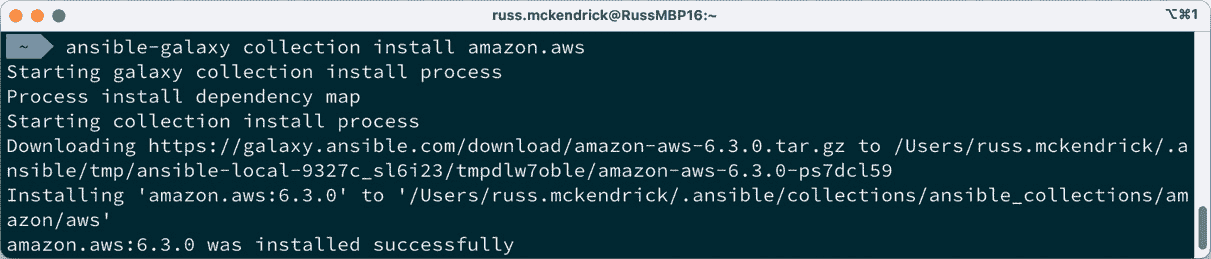 russ.mckendrick@RussMBP16:~
⌥⌘1
~ ansible-galaxy collection install amazon.aws
Starting galaxy collection install process
Process install dependency map
Starting collection install process
Downloading https://galaxy.ansible.com/download/amazon-aws-6.3.0.tar.gz to /Users/russ.mckendrick/.a
nsible/tmp/ansible-local-9327c_sl6i23/tmpdlw7oble/amazon-aws-6.3.0-ps7dcl59
Installing 'amazon.aws:6.3.0' to '/Users/russ.mckendrick/.ansible/collections/ansible_collections/am
azon/aws'
amazon.aws:6.3.0 was installed successfully